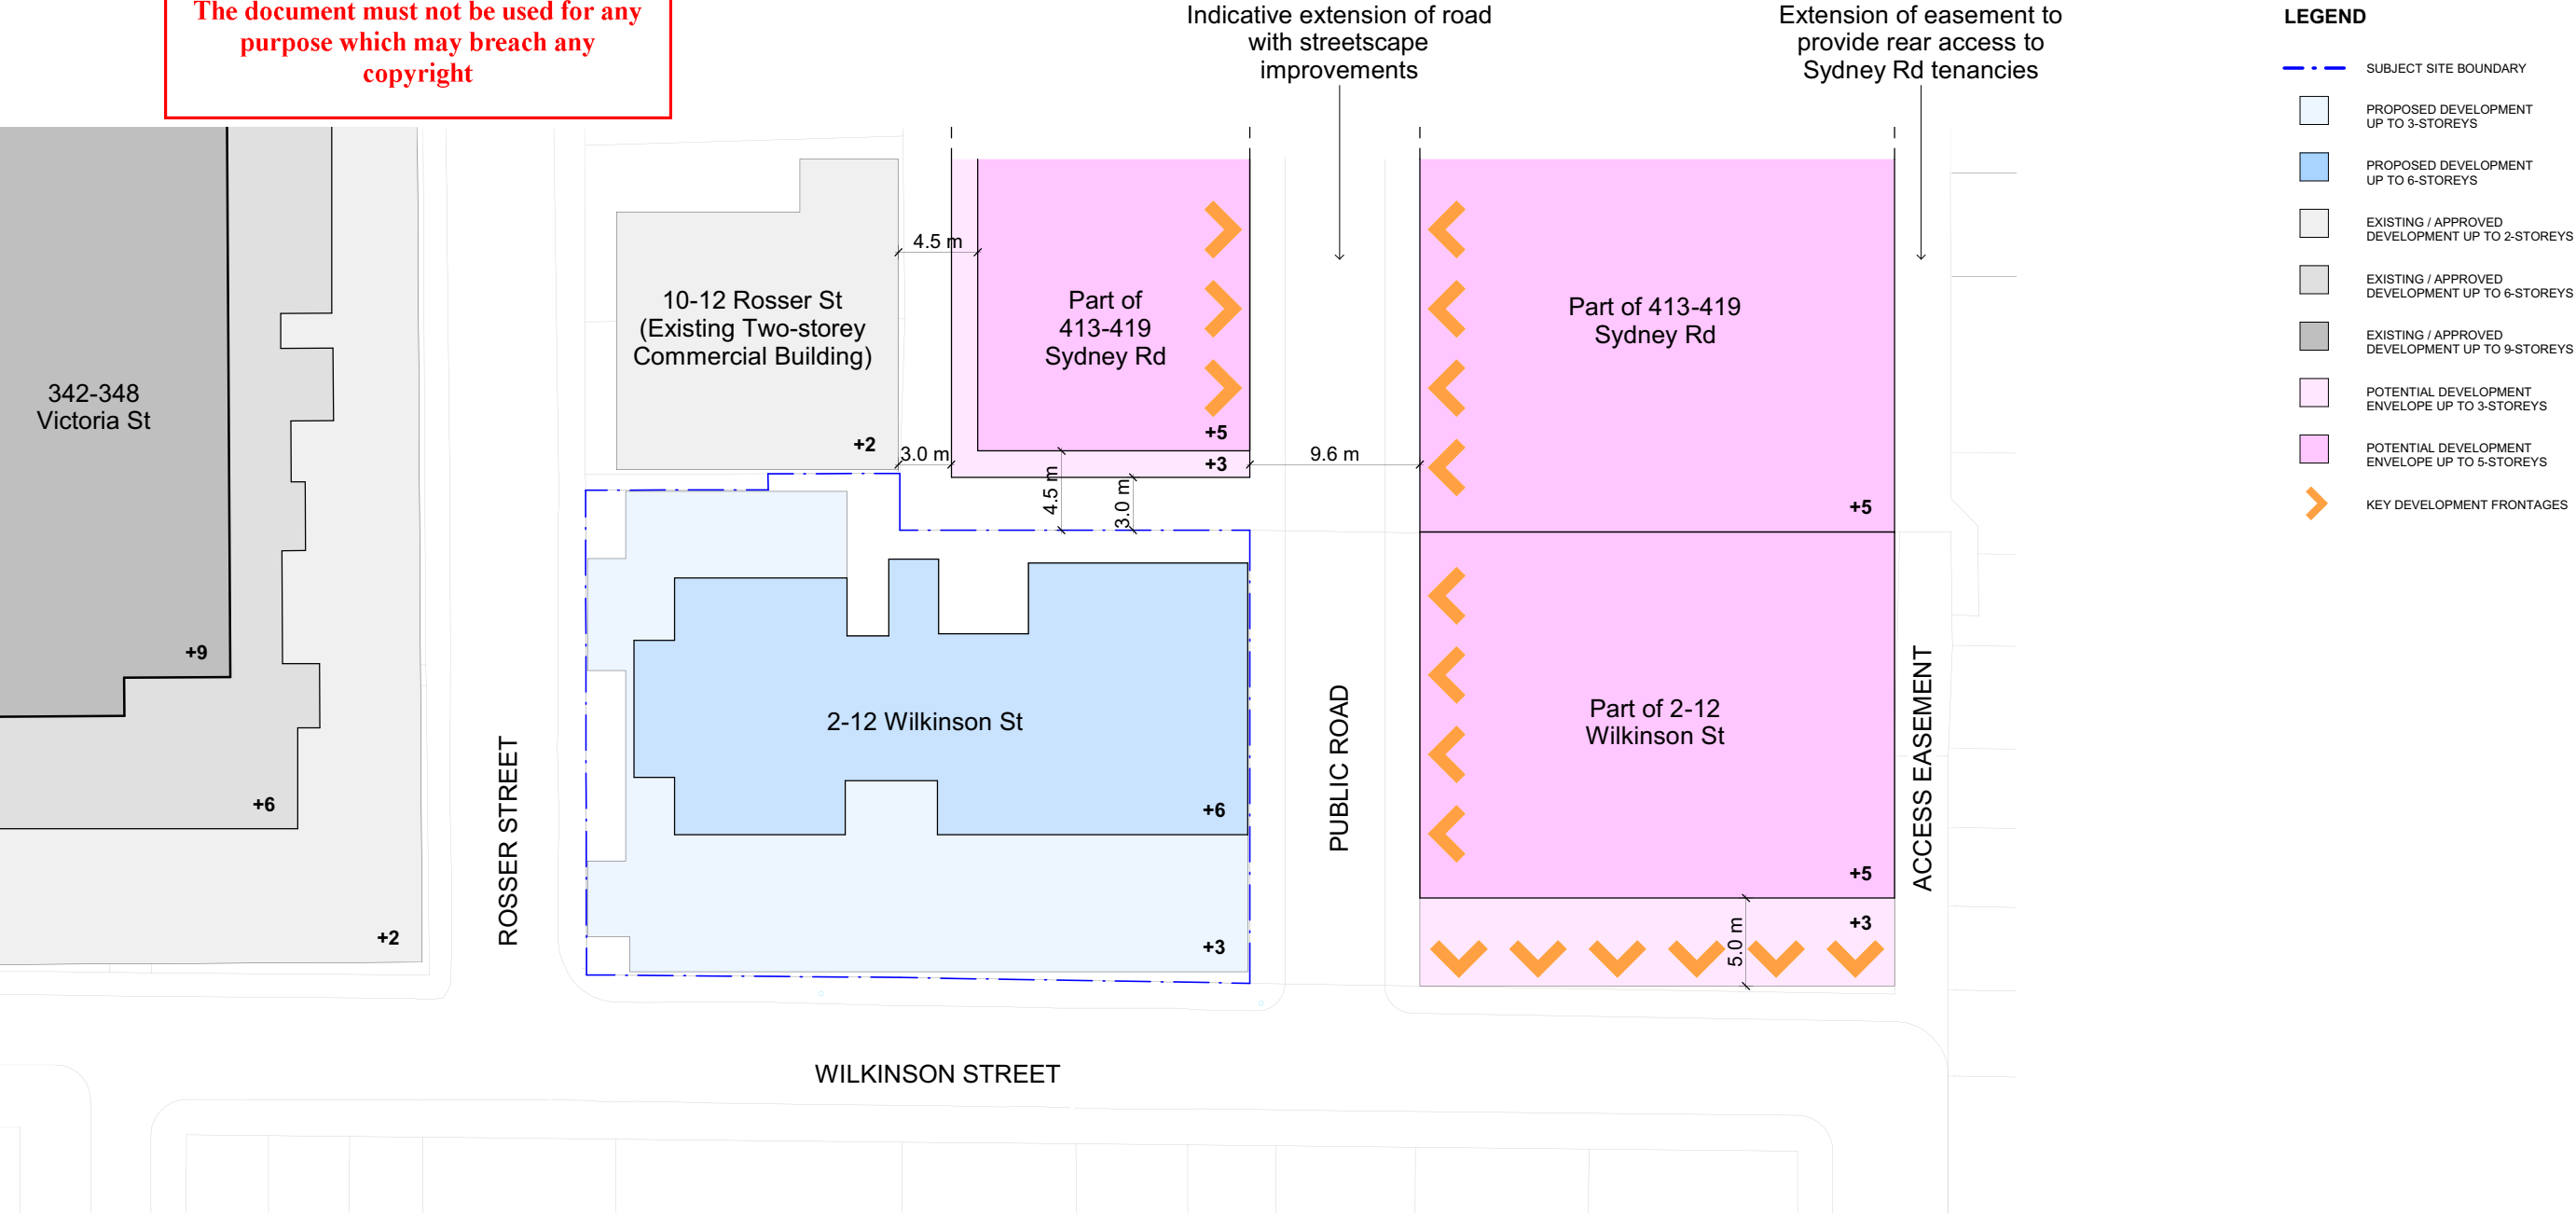 The document must not be used for any
purpose which may breach any
copyright
Indicative extension of road
with streetscape
improvements
Extension of easement to
provide rear access to
Sydney Rd tenancies
LEGEND
SUBJECT SITE BOUNDARY
PROPOSED DEVELOPMENT
UP TO 3-STOREYS
PROPOSED DEVELOPMENT
UP TO 6-STOREYS
EXISTING / APPROVED
DEVELOPMENT UP TO 2-STOREYS
EXISTING / APPROVED
DEVELOPMENT UP TO 6-STOREYS
EXISTING / APPROVED
DEVELOPMENT UP TO 9-STOREYS
POTENTIAL DEVELOPMENT
ENVELOPE UP TO 3-STOREYS
POTENTIAL DEVELOPMENT
ENVELOPE UP TO 5-STOREYS
KEY DEVELOPMENT FRONTAGES
342-348
Victoria St
+9
+6
+2
ROSSER STREET
10-12 Rosser St
(Existing Two-storey
Commercial Building)
+2
4.5 m
3.0 m
Part of
413-419
Sydney Rd
+5
+3
4.5 m
3.0 m
9.6 m
Part of 413-419
Sydney Rd
+5
2-12 Wilkinson St
+6
+3
PUBLIC ROAD
Part of 2-12
Wilkinson St
+5
+3
5.0 m
ACCESS EASEMENT
WILKINSON STREET